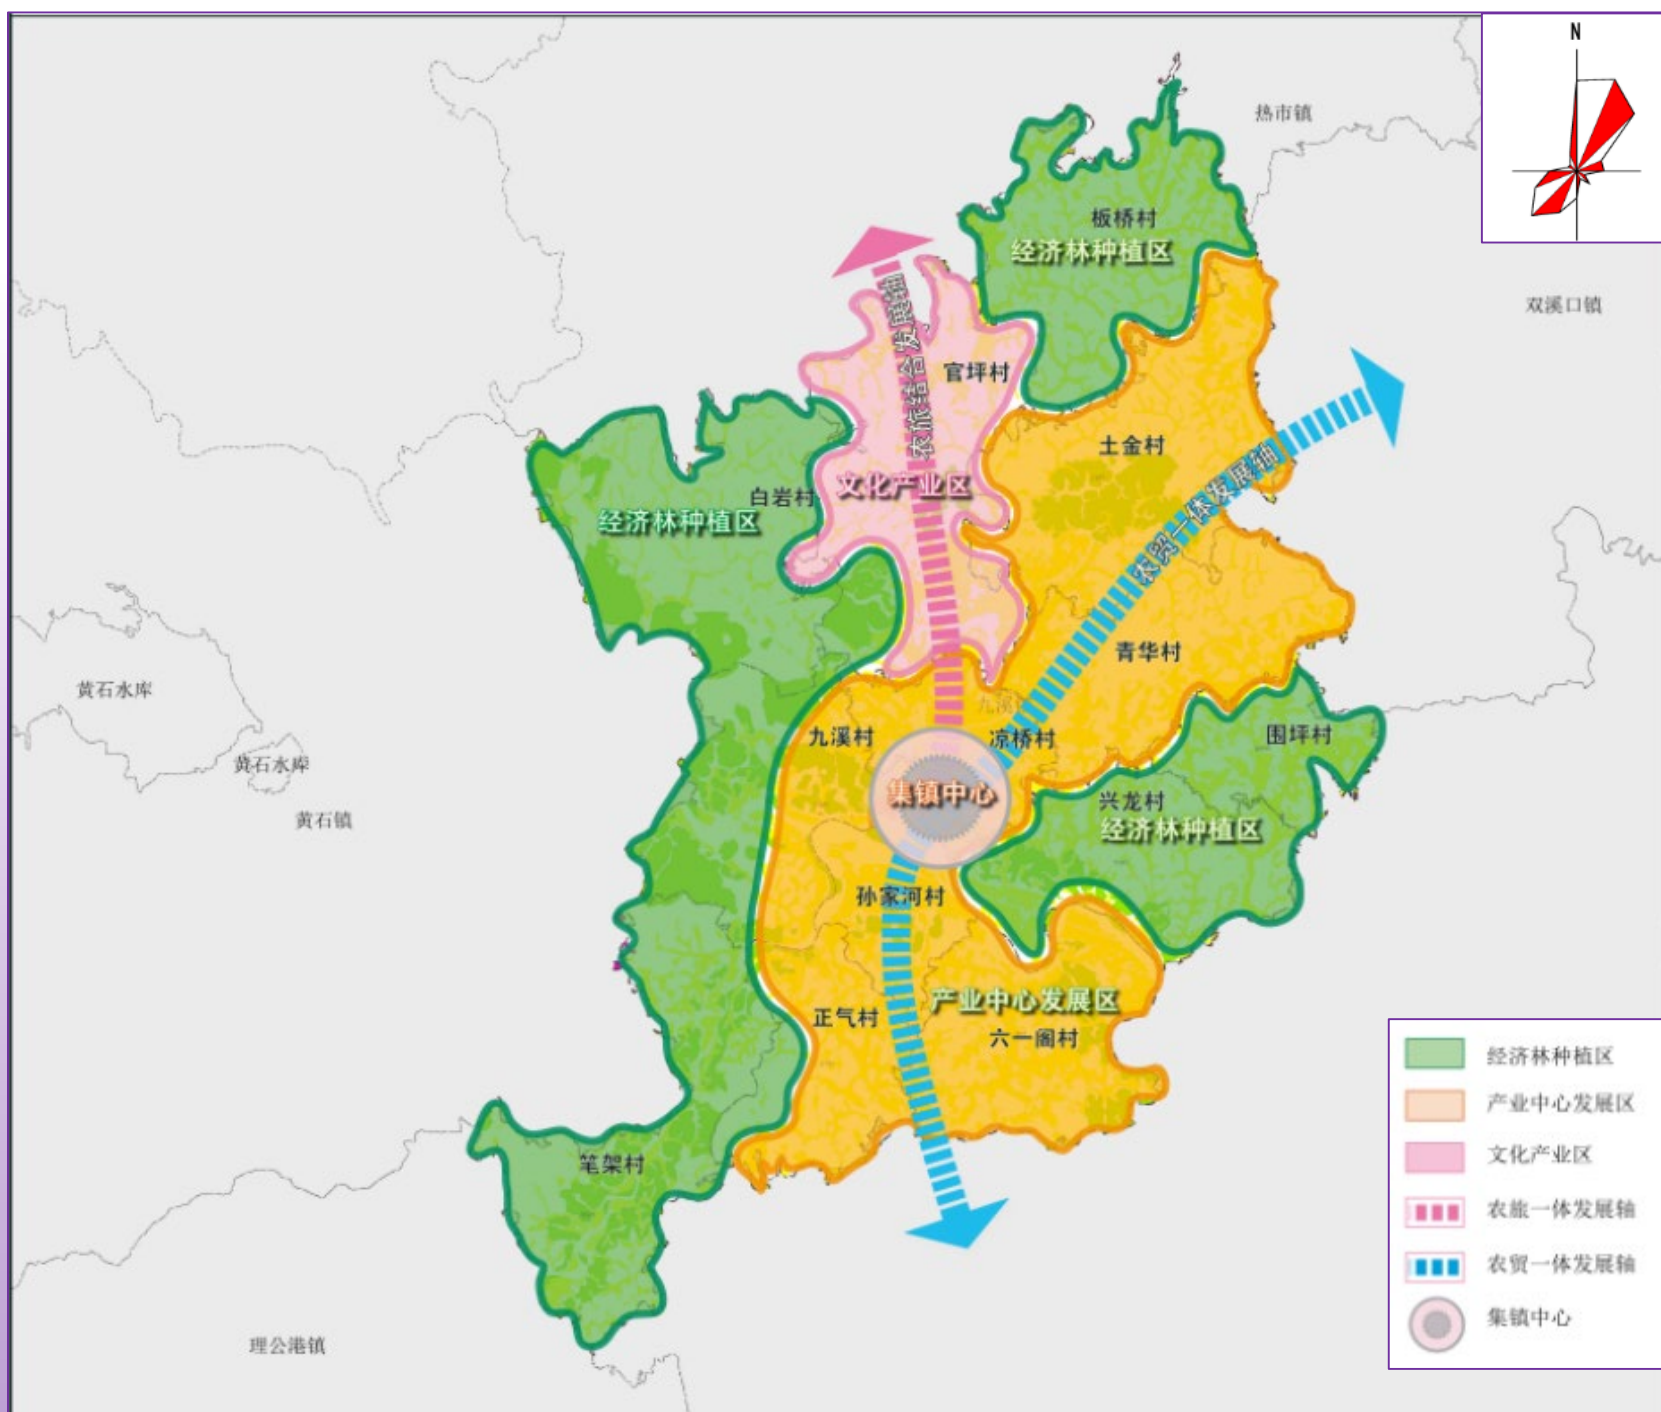 N
热市镇
板桥村
经济林种植区
双溪口镇
官坪村
农旅结合发展轴
土金村
文化产业区
白岩村
经济林种植区
农贸一体发展轴
青华村
黄石水库
九溪
九溪村
凉桥村
围坪村
黄石水库
集镇中心
兴龙村
黄石镇
经济林种植区
孙家河村
产业中心发展区
正气村
六一阁村
笔架村
理公港镇
经济林种植区
产业中心发展区
文化产业区
农旅一体发展轴
农贸一体发展轴
集镇中心